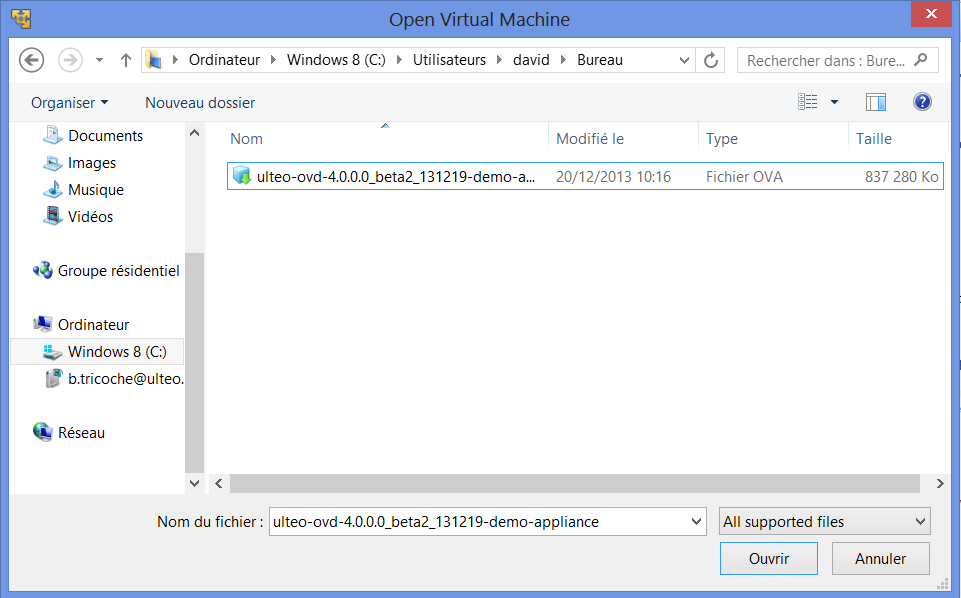 Open Virtual Machine
Ordinateur Windows 8 (C:) Utilisateurs david Bureau
Rechercher dans : Bure...
Organiser Nouveau dossier
Nom Modifié le Type Taille
ulteo-ovd-4.0.0.0_beta2_131219-demo-a... 20/12/2013 10:16 Fichier OVA 837 280 Ko
Documents
Images
Musique
Vidéos
Groupe résidentiel
Ordinateur
Windows 8 (C:)
b.tricoche@ulteo.
Réseau
Nom du fichier : ulteo-ovd-4.0.0.0_beta2_131219-demo-appliance All supported files
Ouvrir Annuler